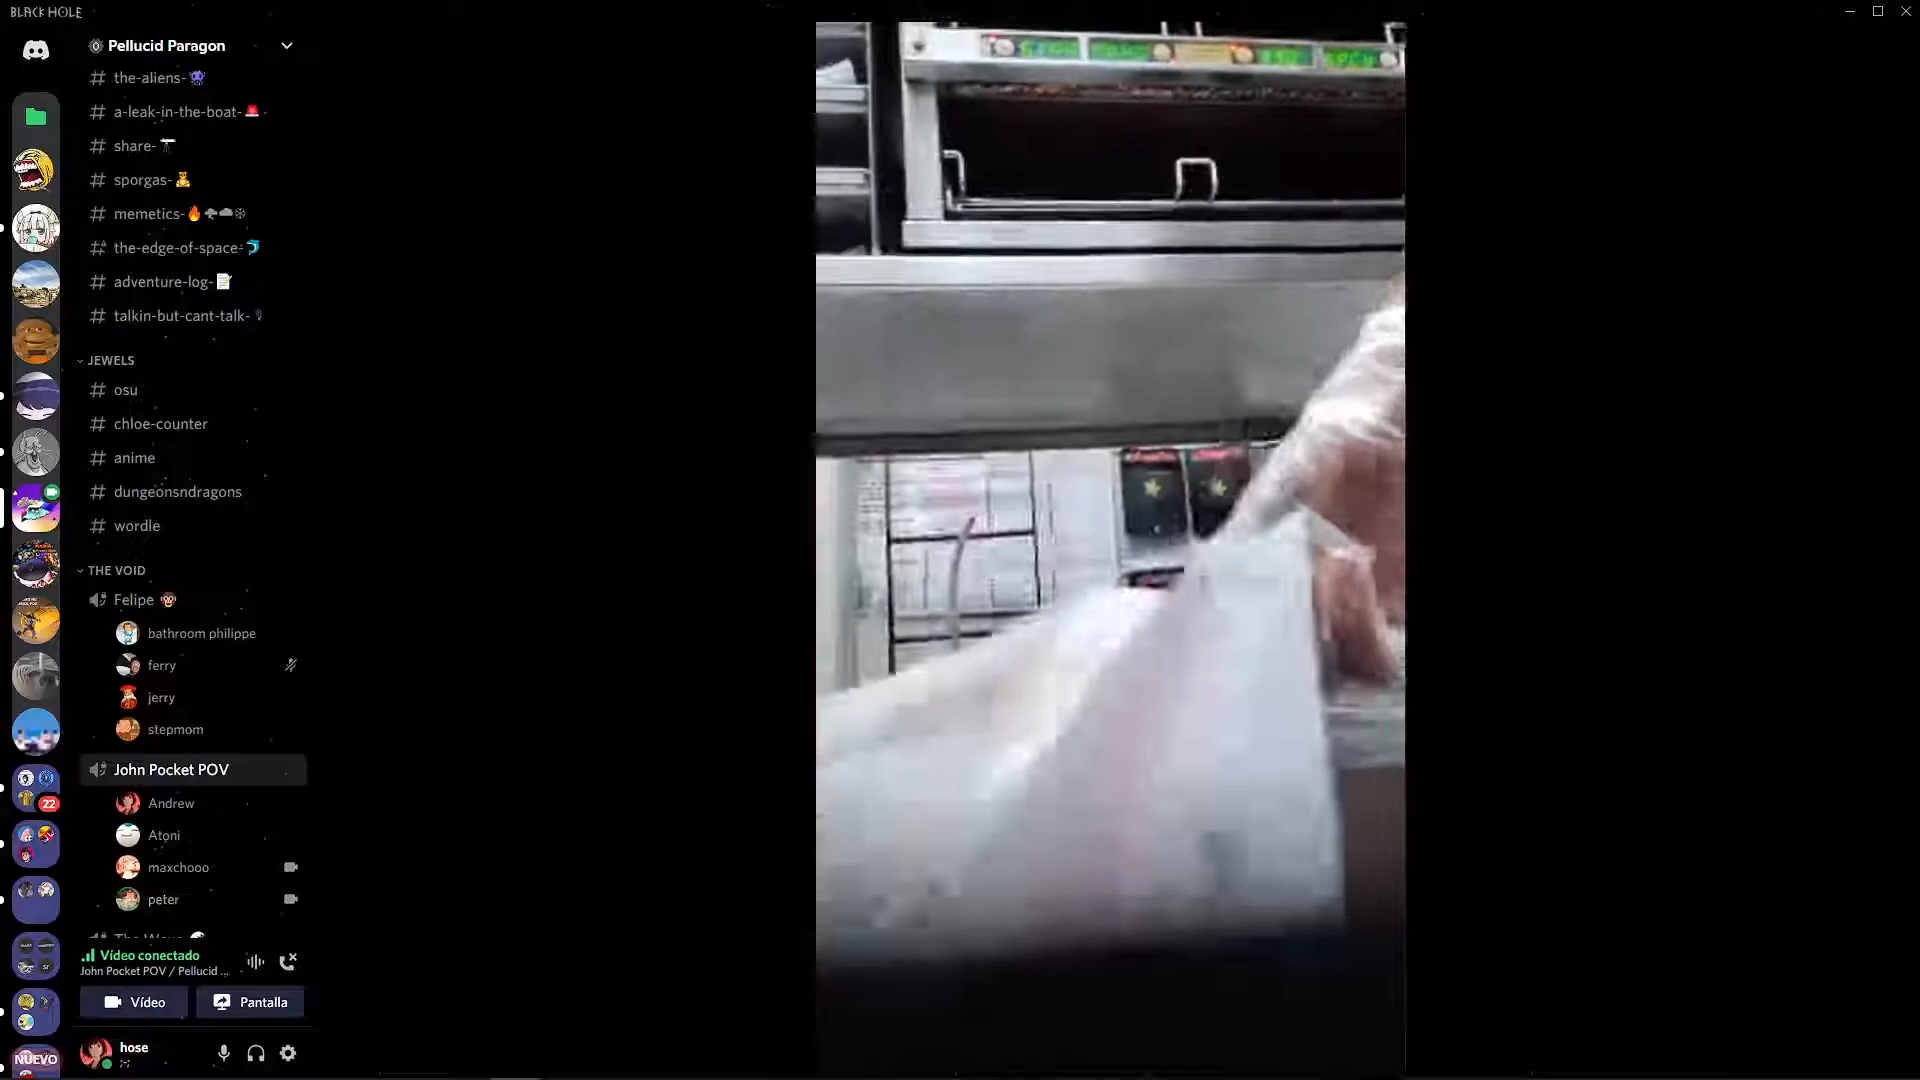 BLACK HOLE
Pellucid Paragon
the-aliens-
a-leak-in-the-boat-
share-
sporgas-
memetics-
the-edge-of-space-
adventure-log-
talkin-but-cant-talk-
JEWELS
osu
chloe-counter
anime
dungeonsndragons
wordle
THE VOID
Felipe
bathroom philippe
ferry
jerry
stepmom
John Pocket POV
22
Andrew
Atoni
maxchooo
peter
Vídeo conectado
John Pocket POV / Pellucid ...
Vídeo
Pantalla
hose
NUEVO